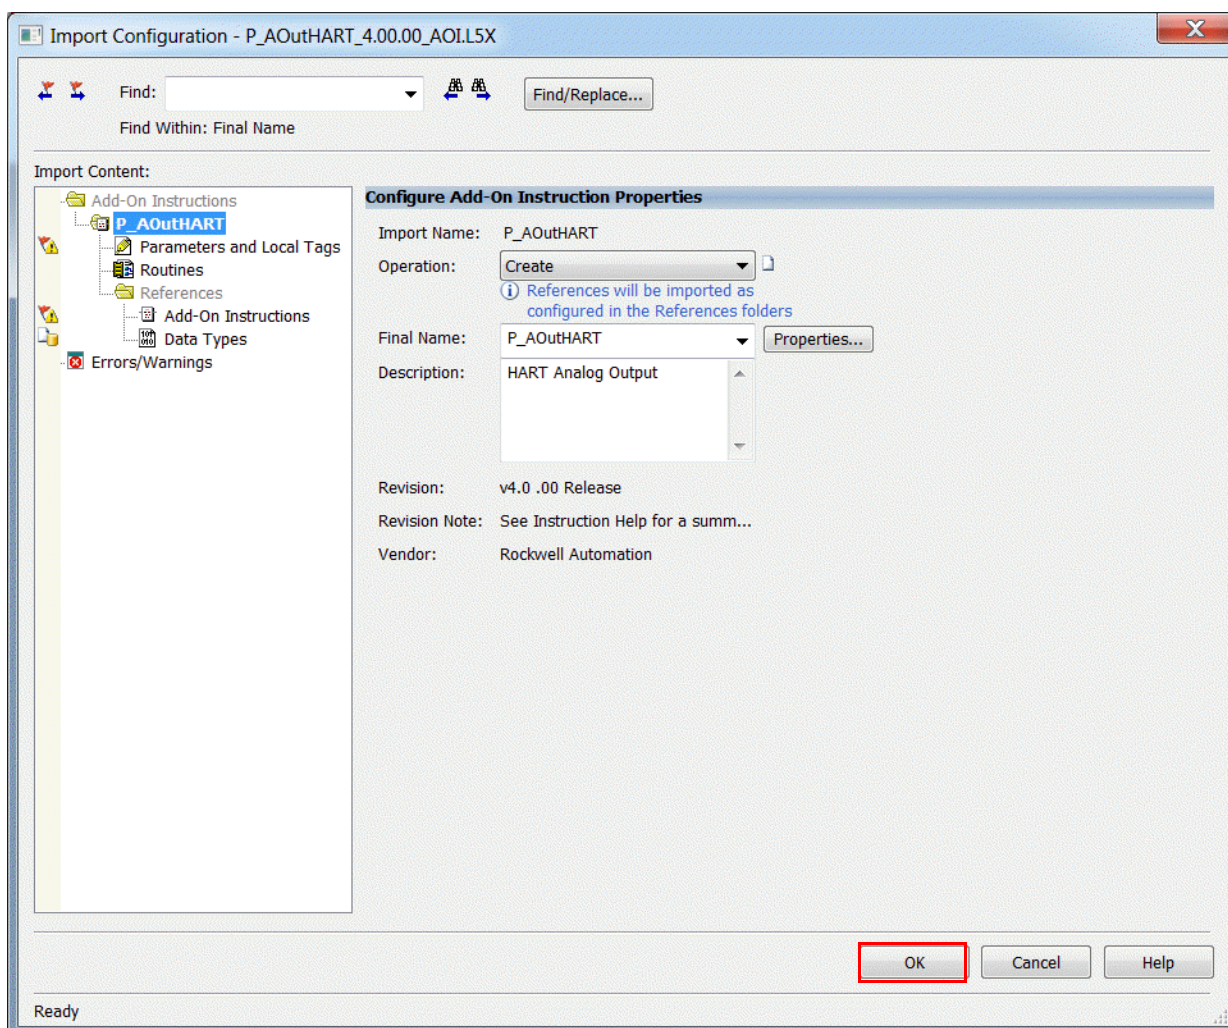 Import Configuration - P_AOutHART_4.00.00_AOI.L5X
Find:
Find/Replace...
Find Within: Final Name
Import Content:
Add-On Instructions
P_AOutHART
Parameters and Local Tags
Routines
References
Add-On Instructions
Data Types
Errors/Warnings
Configure Add-On Instruction Properties
Import Name: P_AOutHART
Operation: Create
References will be imported as
configured in the References folders
Final Name: P_AOutHART Properties...
Description: HART Analog Output
Revision: v4.0 .00 Release
Revision Note: See Instruction Help for a summ...
Vendor: Rockwell Automation
OK Cancel Help
Ready